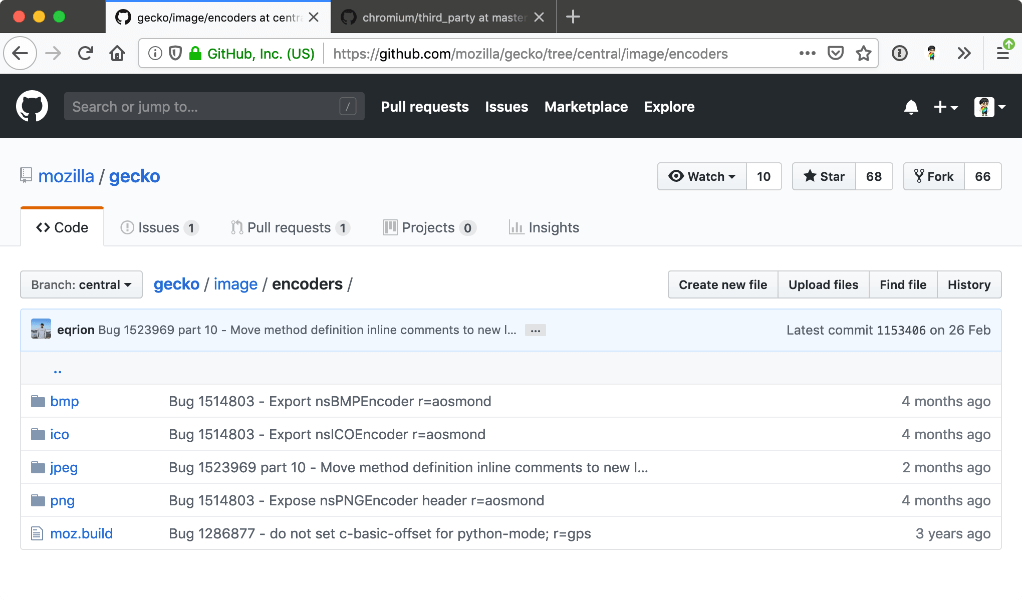 gecko/image/encoders at centr
chromium/third_party at master
GitHub, Inc. (US)
https://github.com/mozilla/gecko/tree/central/image/encoders
Search or jump to...
/
Pull requests
Issues
Marketplace
Explore
mozilla / gecko
Watch
10
Star
68
Fork
66
Code
Issues 1
Pull requests 1
Projects 0
Insights
Branch: central
gecko / image / encoders /
Create new file
Upload files
Find file
History
eqrion Bug 1523969 part 10 - Move method definition inline comments to new l... ...
Latest commit 1153406 on 26 Feb
..
bmp Bug 1514803 - Export nsBMPEncoder r=aosmond 4 months ago
ico Bug 1514803 - Export nsICOEncoder r=aosmond 4 months ago
jpeg Bug 1523969 part 10 - Move method definition inline comments to new l... 2 months ago
png Bug 1514803 - Expose nsPNGEncoder header r=aosmond 4 months ago
moz.build Bug 1286877 - do not set c-basic-offset for python-mode; r=gps 3 years ago